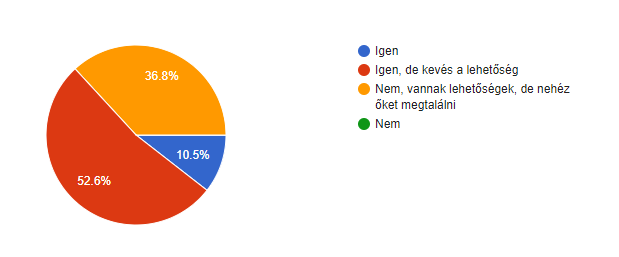 36.8%
10.5%
52.6%
Igen
Igen, de kevés a lehetőség
Nem, vannak lehetőségek, de nehéz
őket megtalálni
Nem